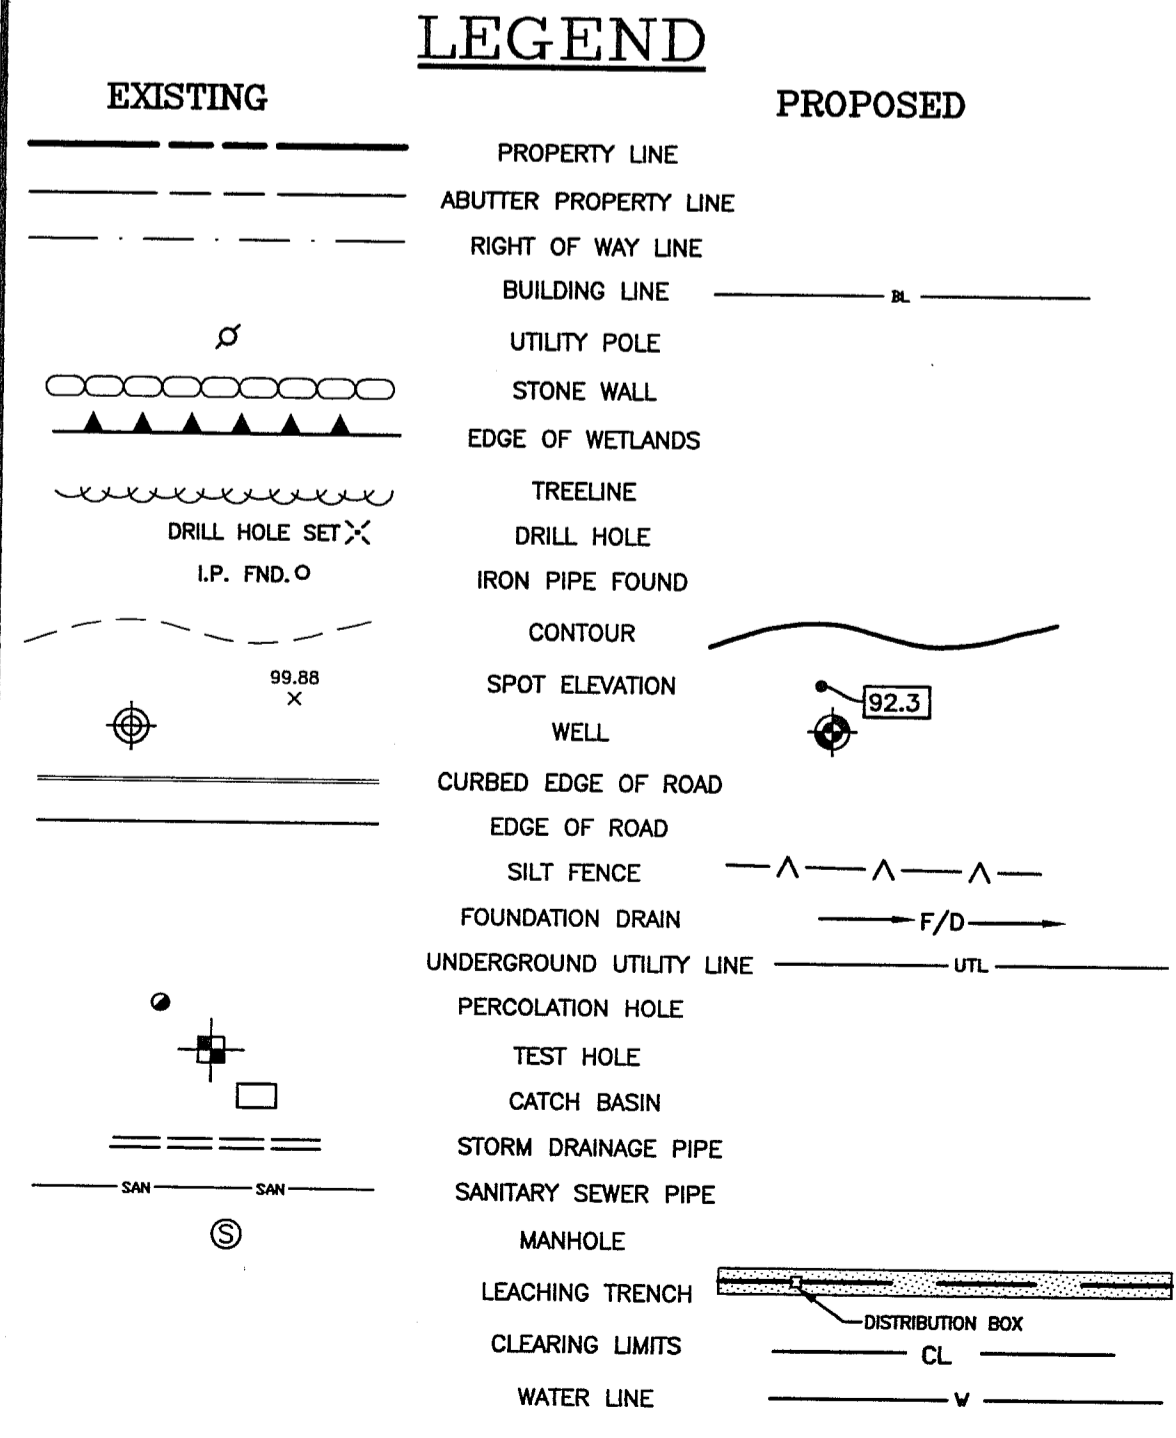 LEGEND
EXISTING
PROPOSED
PROPERTY LINE
ABUTTER PROPERTY LINE
RIGHT OF WAY LINE
BUILDING LINE BL
UTILITY POLE
STONE WALL
EDGE OF WETLANDS
TREELINE
DRILL HOLE SET DRILL HOLE
I.P. FND. IRON PIPE FOUND
CONTOUR
99.88
SPOT ELEVATION 92.3
WELL
CURBED EDGE OF ROAD
EDGE OF ROAD
SILT FENCE
FOUNDATION DRAIN F/D
UNDERGROUND UTILITY LINE UTL
PERCOLATION HOLE
TEST HOLE
CATCH BASIN
STORM DRAINAGE PIPE
SAN SAN SANITARY SEWER PIPE
S MANHOLE
LEACHING TRENCH
DISTRIBUTION BOX
CLEARING LIMITS CL
WATER LINE W